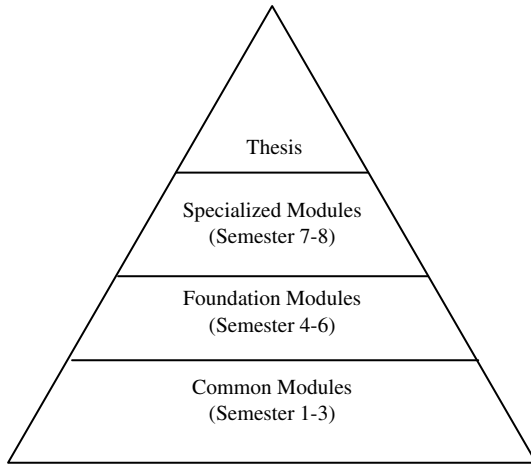 Thesis
Specialized Modules
(Semester 7-8)
Foundation Modules
(Semester 4-6)
Common Modules
(Semester 1-3)